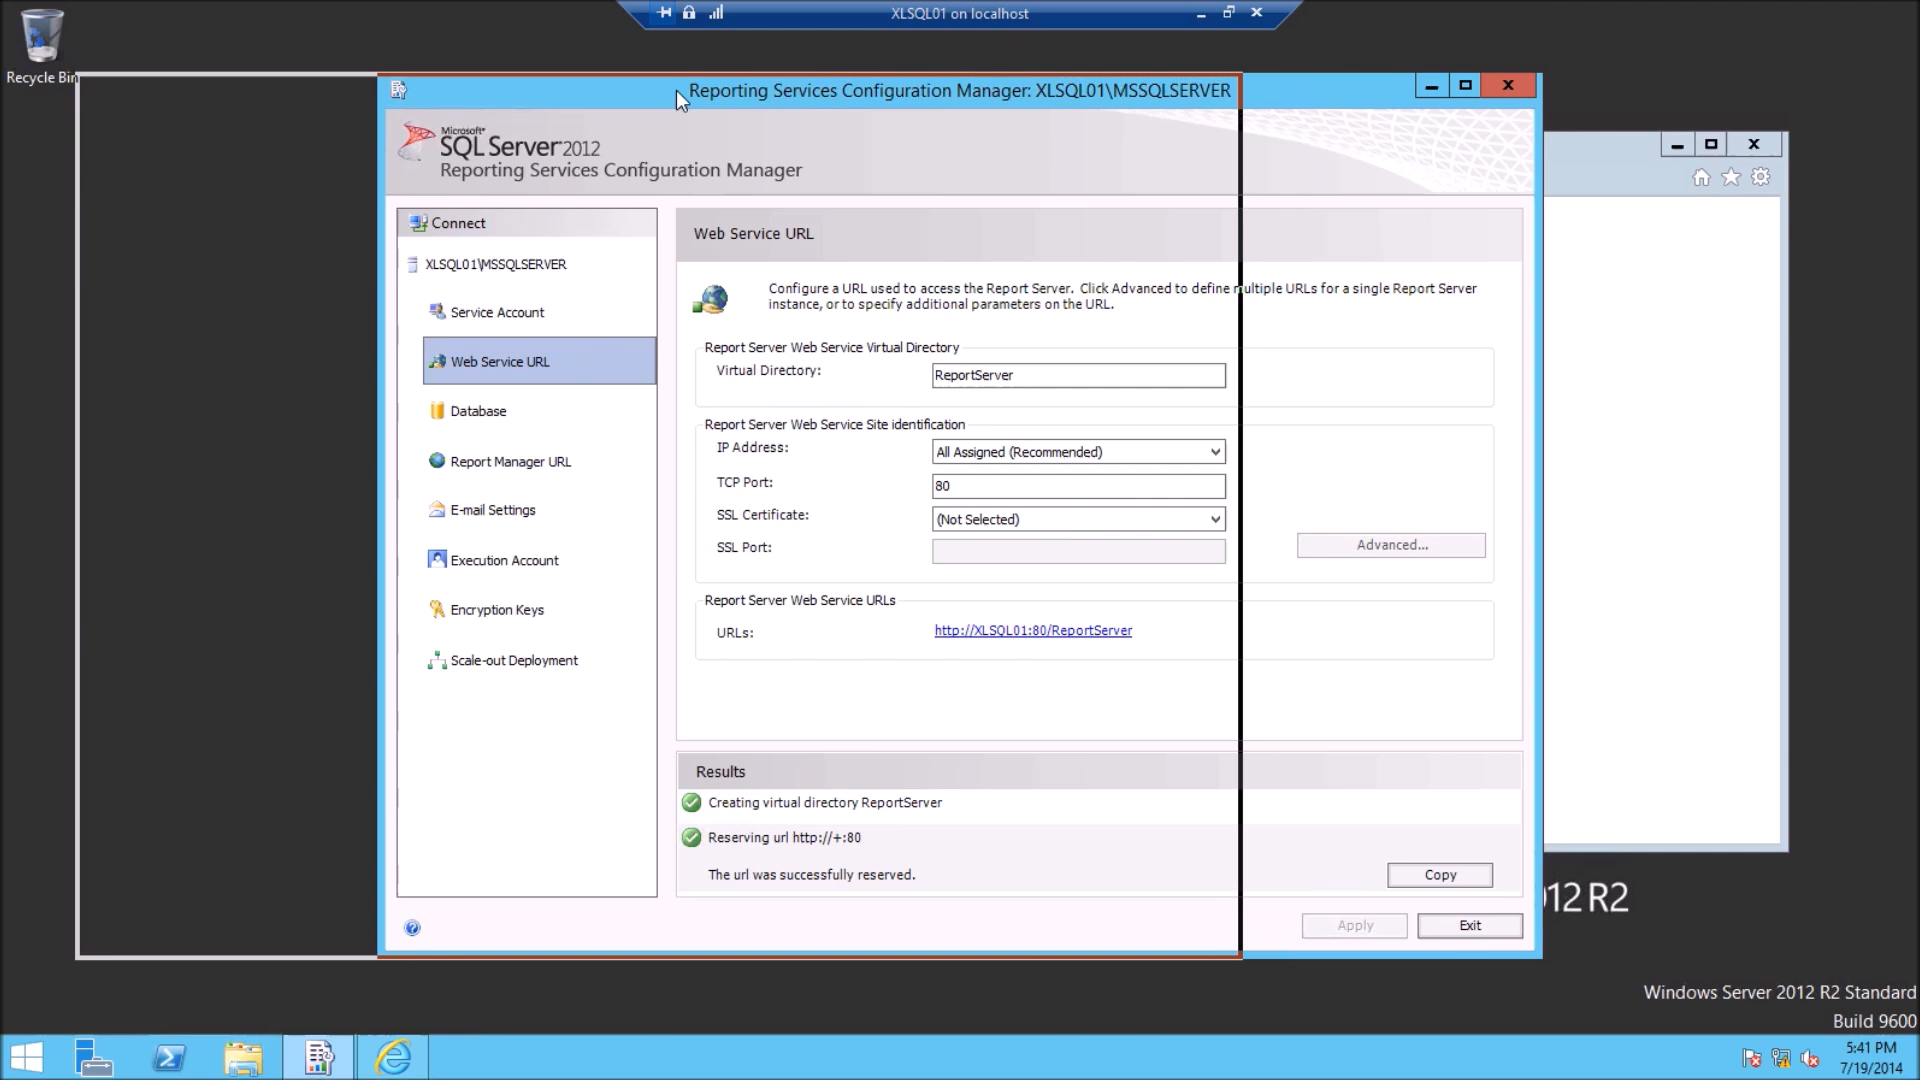 XLSQL01 on localhost
Recycle Bin
Reporting Services Configuration Manager: XLSQL01\MSSQLSERVER
Microsoft
SQL Server 2012
Reporting Services Configuration Manager
Connect
XLSQL01\MSSQLSERVER
Service Account
Web Service URL
Database
Report Manager URL
E-mail Settings
Execution Account
Encryption Keys
Scale-out Deployment
Web Service URL
Configure a URL used to access the Report Server. Click Advanced to define multiple URLs for a single Report Server
instance, or to specify additional parameters on the URL.
Report Server Web Service Virtual Directory
Virtual Directory: ReportServer
Report Server Web Service Site identification
IP Address: All Assigned (Recommended)
TCP Port: 80
SSL Certificate: (Not Selected)
SSL Port:
Advanced...
Report Server Web Service URLs
URLs: http://XLSQL01:80/ReportServer
Results
Creating virtual directory ReportServer
Reserving url http://+:80
The url was successfully reserved.
Copy
Apply
Exit
12 R2
Windows Server 2012 R2 Standard
Build 9600
5:41 PM
7/19/2014